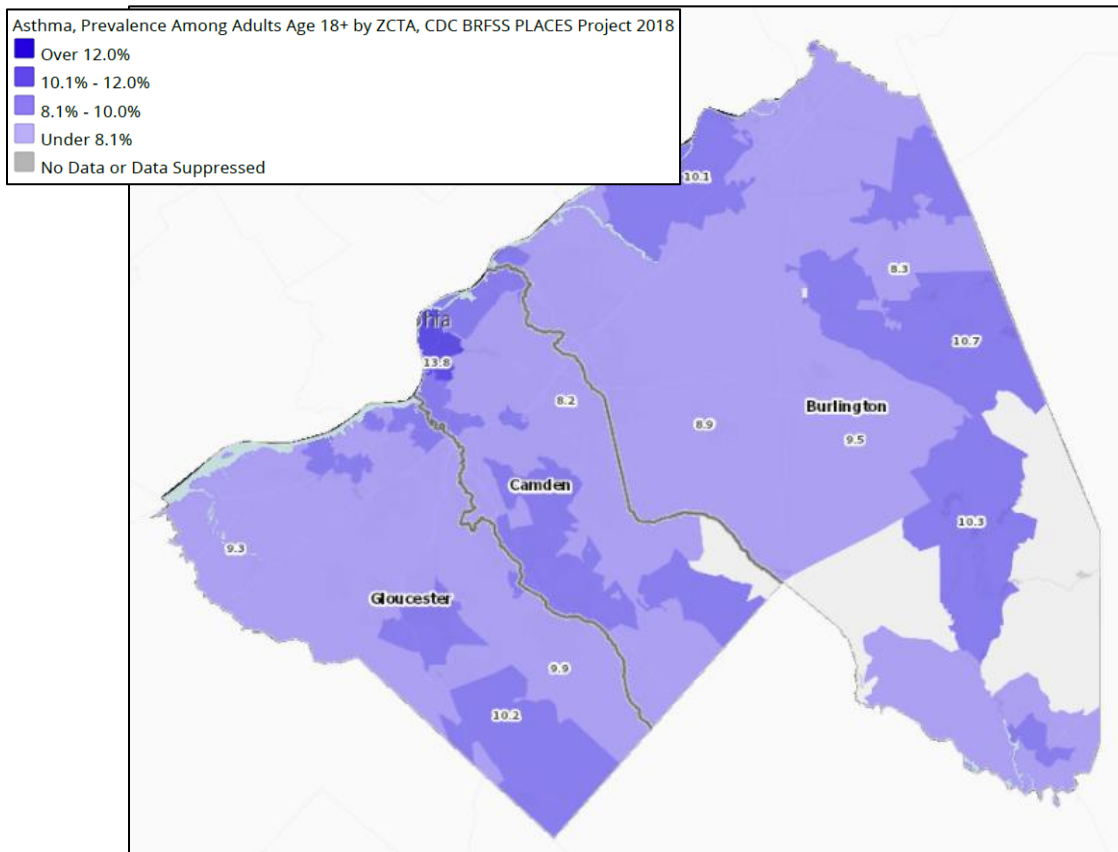 Asthma, Prevalence Among Adults Age 18+ by ZCTA, CDC BRFSS PLACES Project 2018
Over 12.0%
10.1% - 12.0%
8.1% - 10.0%
Under 8.1%
No Data or Data Suppressed
10.1
8.3
13.8
10.7
8.2
Burlington
8.9
9.5
Camden
10.3
9.3
Gloucester
9.9
10.2